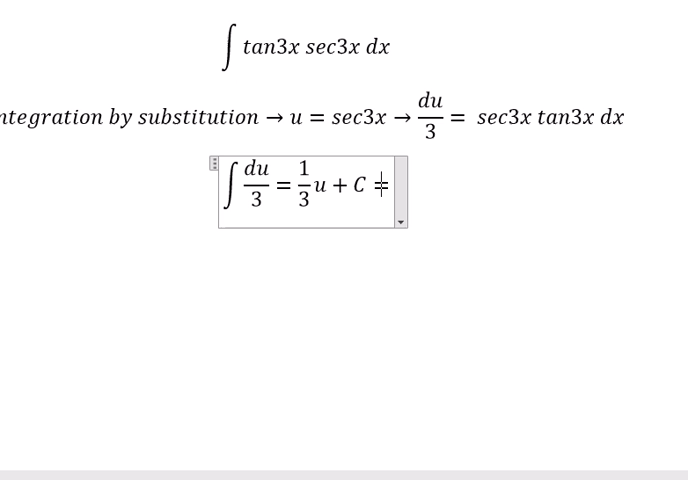 ∫ tan3x sec3x dx
ntegration by substitution → u = sec3x → du/3 = sec3x tan3x dx
∫ du/3 = 1/3 u + C =